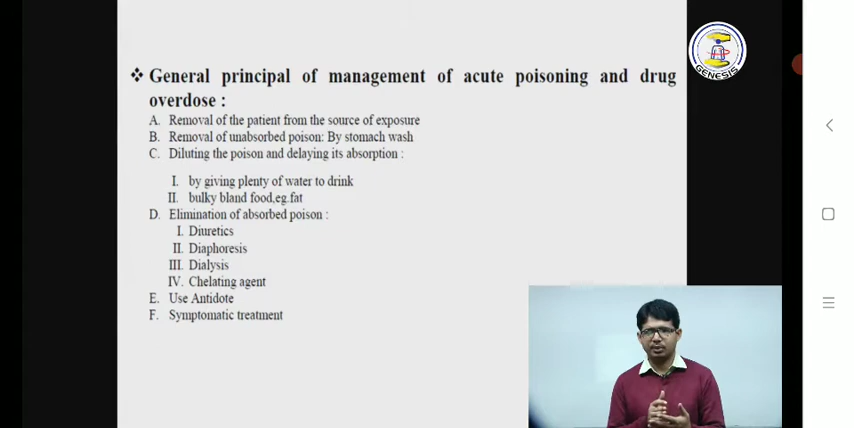 GENESIS
❖ General principal of management of acute poisoning and drug
overdose :
A. Removal of the patient from the source of exposure
B. Removal of unabsorbed poison: By stomach wash
C. Diluting the poison and delaying its absorption :
I. by giving plenty of water to drink
II. bulky bland food,eg.fat
D. Elimination of absorbed poison :
I. Diuretics
II. Diaphoresis
III. Dialysis
IV. Chelating agent
E. Use Antidote
F. Symptomatic treatment